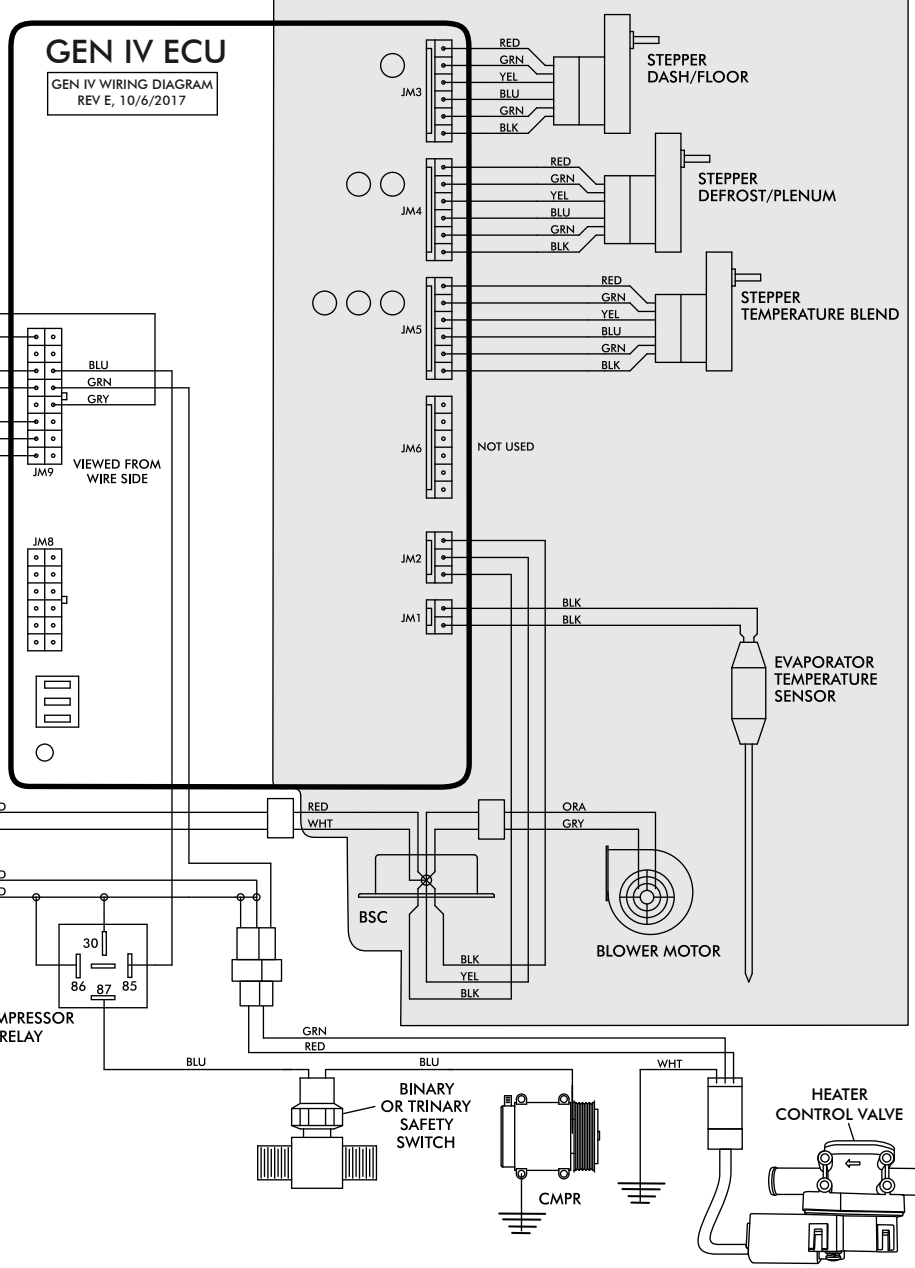 GEN IV ECU
GEN IV WIRING DIAGRAM
REV E, 10/6/2017
JM3
RED
GRN
YEL
BLU
GRN
BLK
STEPPER
DASH/FLOOR
JM4
RED
GRN
YEL
BLU
GRN
BLK
STEPPER
DEFROST/PLENUM
JM5
RED
GRN
YEL
BLU
GRN
BLK
STEPPER
TEMPERATURE BLEND
BLU
GRN
GRY
JM9
VIEWED FROM
WIRE SIDE
JM6
NOT USED
JM8
JM2
JM1
BLK
BLK
EVAPORATOR
TEMPERATURE
SENSOR
D
RED
WHT
ORA
GRY
D
D
BSC
BLOWER MOTOR
30
86
87
85
BLK
YEL
BLK
MPRESSOR
RELAY
GRN
RED
BLU
BLU
WHT
BINARY
OR TRINARY
SAFETY
SWITCH
CMPR
HEATER
CONTROL VALVE